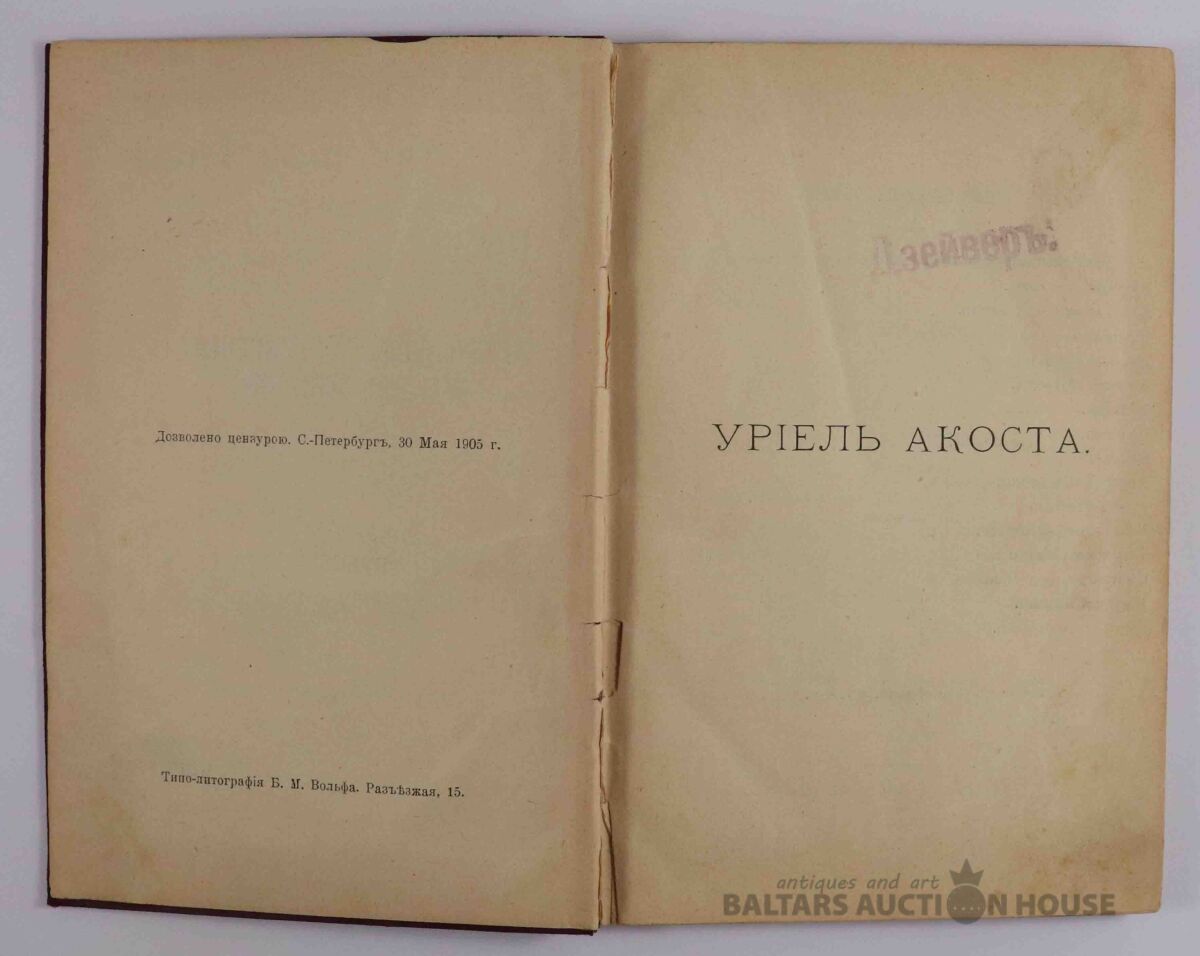 Дозволено цензурою. С.-Петербургъ, 30 Мая 1905 г.
Типо-литографія Б. М. Вольфа. Разъѣзжая, 15.
Дзейверъ.
УРІЕЛЬ АКОСТА.
antiques and art
BALTARS AUCTION HOUSE